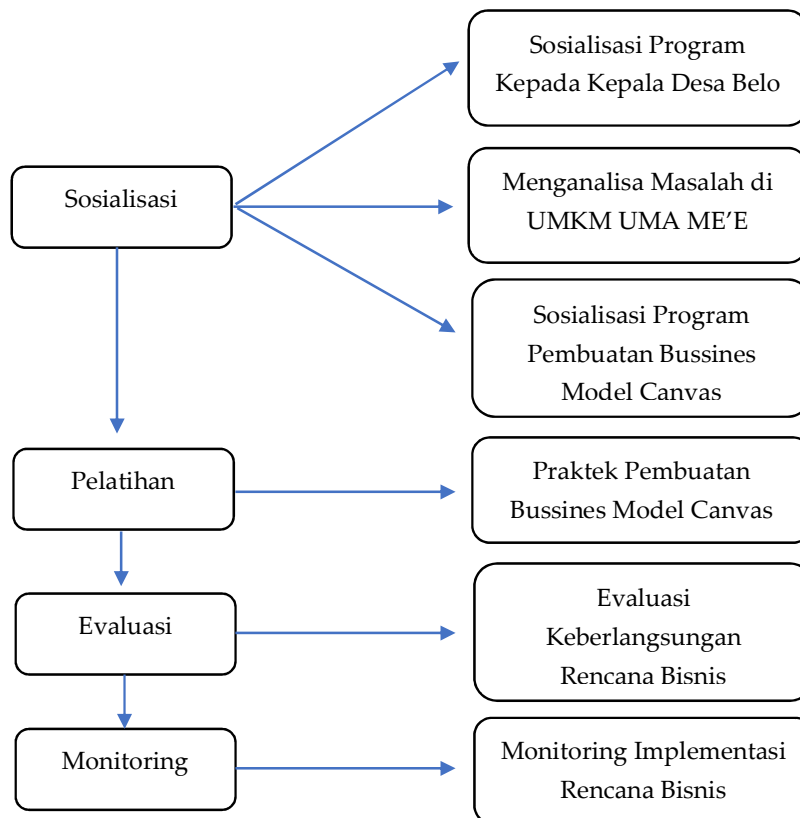 Sosialisasi Program
Kepada Kepala Desa Belo
Sosialisasi
Menganalisa Masalah di
UMKM UMA ME’E
Sosialisasi Program
Pembuatan Bussines
Model Canvas
Pelatihan
Praktek Pembuatan
Bussines Model Canvas
Evaluasi
Evaluasi
Keberlangsungan
Rencana Bisnis
Monitoring
Monitoring Implementasi
Rencana Bisnis